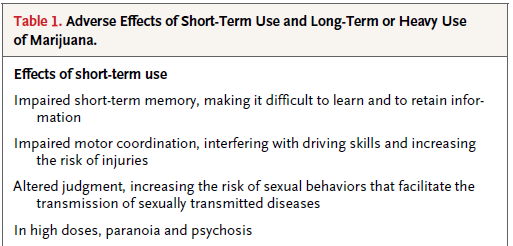 Table 1. Adverse Effects of Short-Term Use and Long-Term or Heavy Use
of Marijuana.
Effects of short-term use
Impaired short-term memory, making it difficult to learn and to retain infor-
mation
Impaired motor coordination, interfering with driving skills and increasing
the risk of injuries
Altered judgment, increasing the risk of sexual behaviors that facilitate the
transmission of sexually transmitted diseases
In high doses, paranoia and psychosis